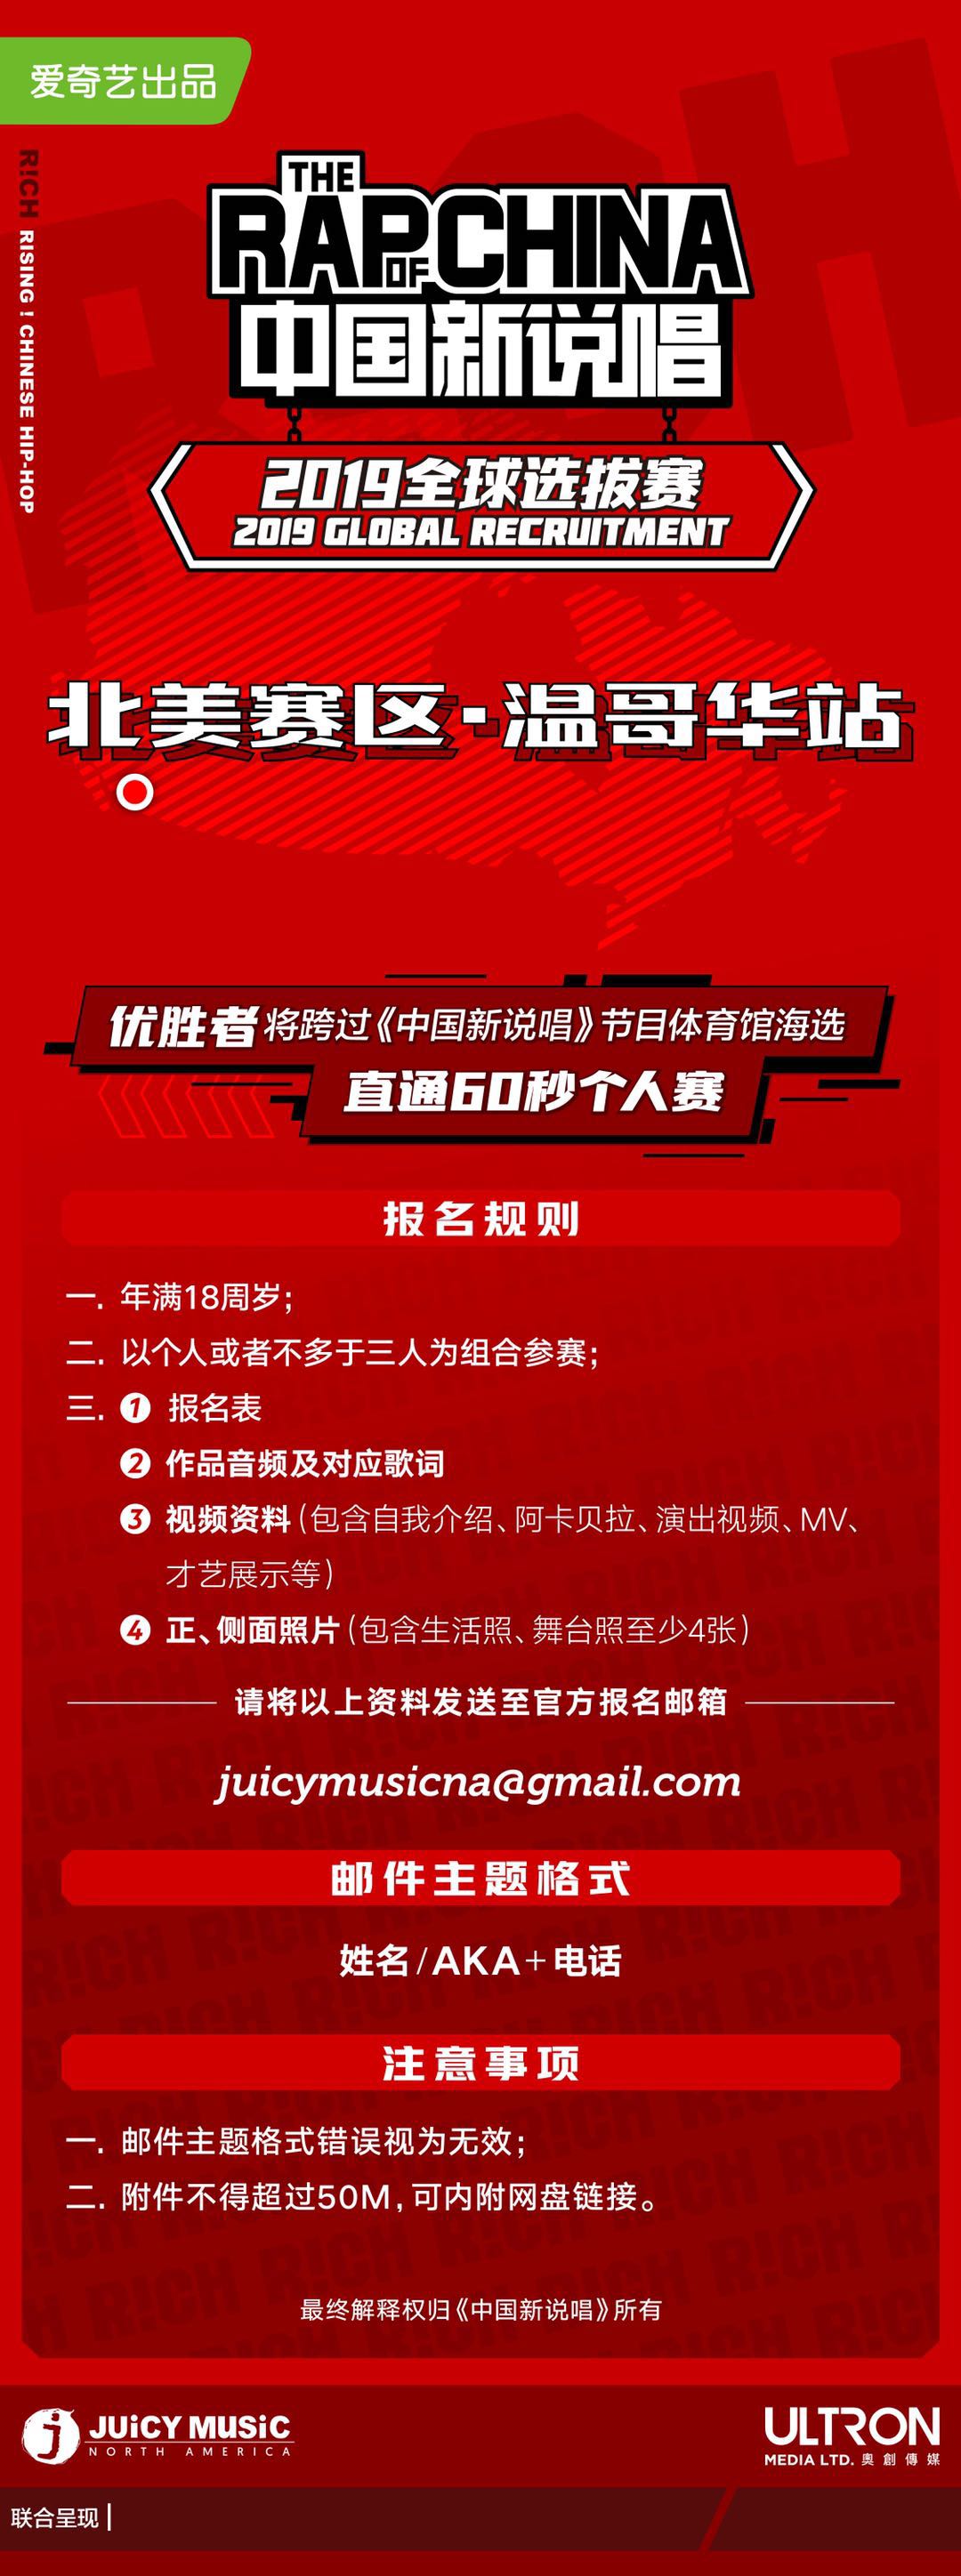 爱奇艺出品
R!CH RISING ! CHINESE HIP-HOP
THE
RAP OF CHINA
中国新说唱
2019全球选拔赛
2019 GLOBAL RECRUITMENT
北美赛区·温哥华站
优胜者将跨过《中国新说唱》节目体育馆海选
直通60秒个人赛
报名规则
一. 年满18周岁;
二. 以个人或者不多于三人为组合参赛;
三. 1 报名表
2 作品音频及对应歌词
3 视频资料(包含自我介绍、阿卡贝拉、演出视频、MV、
才艺展示等)
4 正、侧面照片(包含生活照、舞台照至少4张)
请将以上资料发送至官方报名邮箱
juicymusicna@gmail.com
邮件主题格式
姓名/AKA+电话
注意事项
一. 邮件主题格式错误视为无效;
二. 附件不得超过50M,可内附网盘链接。
最终解释权归《中国新说唱》所有
JUiCY MUSiC
NORTH AMERICA
ULTRON
MEDIA LTD. 奥創傳媒
联合呈现